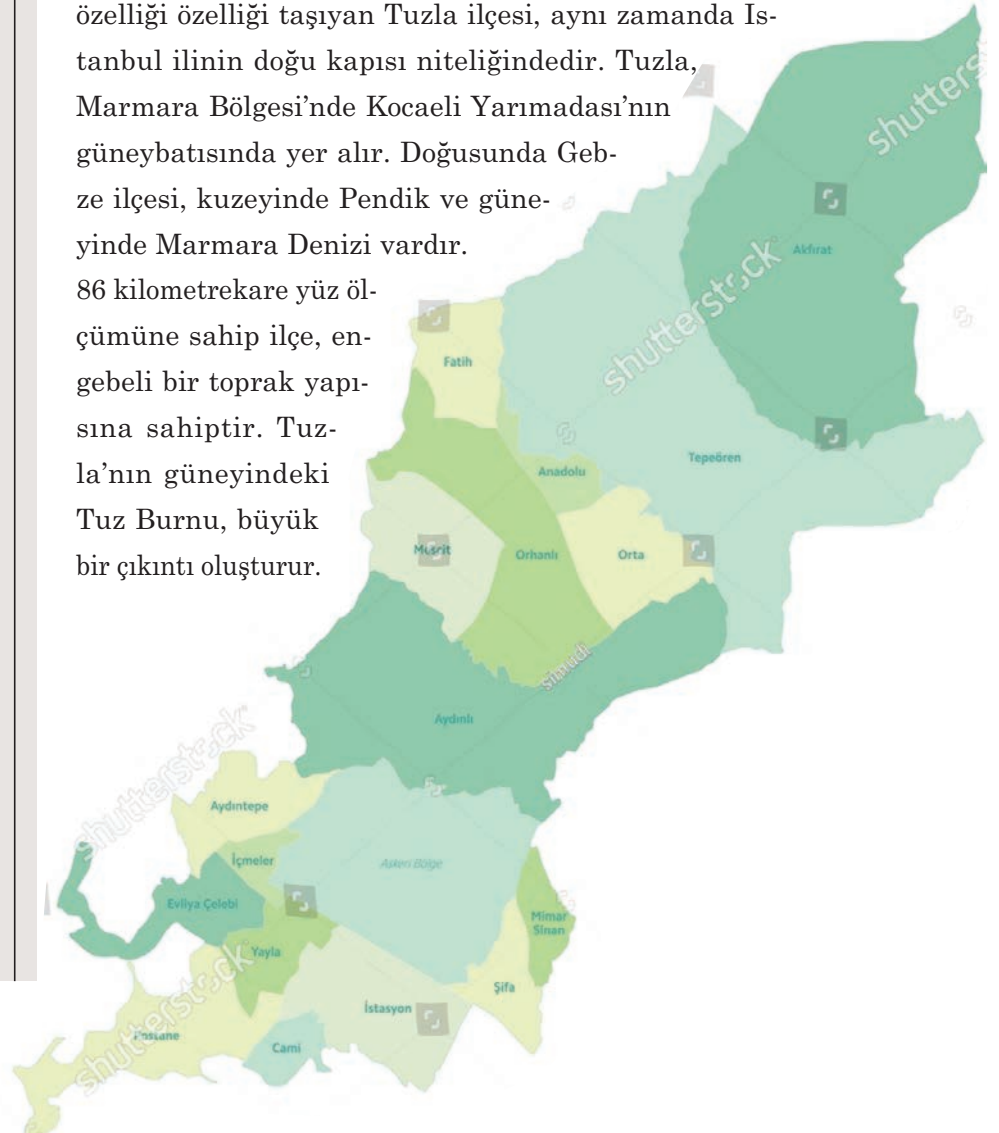 özelliği özelliği taşıyan Tuzla ilçesi, aynı zamanda Is-
tanbul ilinin doğu kapısı niteliğindedir. Tuzla,
Marmara Bölgesi’nde Kocaeli Yarımadası’nın
güneybatısında yer alır. Doğusunda Geb-
ze ilçesi, kuzeyinde Pendik ve güne-
yinde Marmara Denizi vardır.
86 kilometrekare yüz öl-
çümüne sahip ilçe, en-
gebeli bir toprak yapı-
sına sahiptir. Tuz-
la’nın güneyindeki
Tuz Burnu, büyük
bir çıkıntı oluşturur.
shutterstock
Akfırat
shutterstock
Fatih
Anadolu
Tepeören
Orhanlı
Orta
Aydınlı
shutterstock
Aydıntepe
İçmeler
Askeri Bölge
Evliya Çelebi
Mimar
Sinan
Yayla
Şifa
İstasyon
shutterstock
Cami